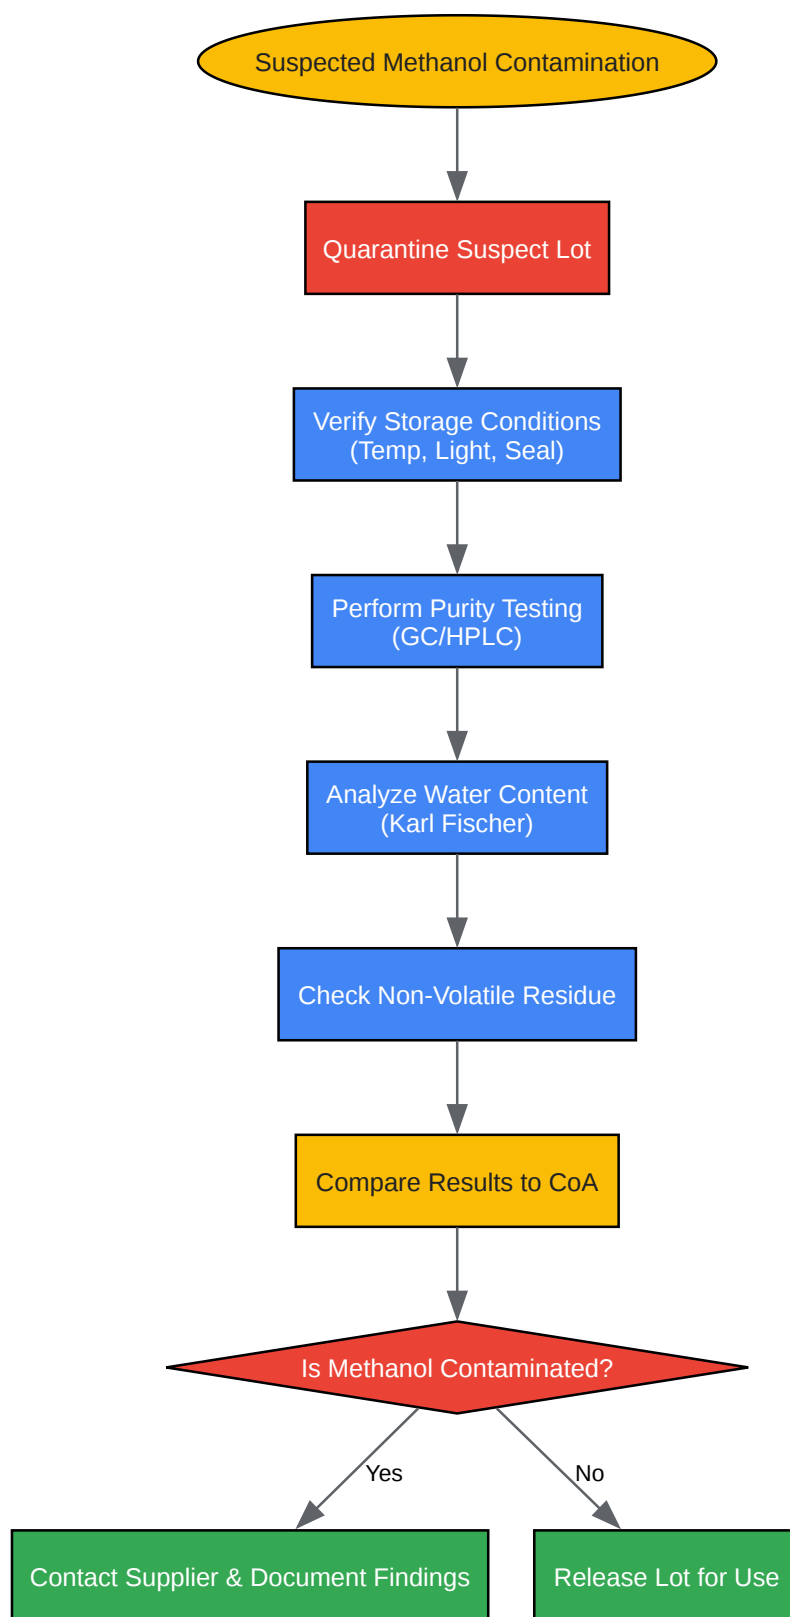 Suspected Methanol Contamination
Quarantine Suspect Lot
Verify Storage Conditions
(Temp, Light, Seal)
Perform Purity Testing
(GC/HPLC)
Analyze Water Content
(Karl Fischer)
Check Non-Volatile Residue
Compare Results to CoA
Is Methanol Contaminated?
Yes
No
Contact Supplier & Document Findings
Release Lot for Use